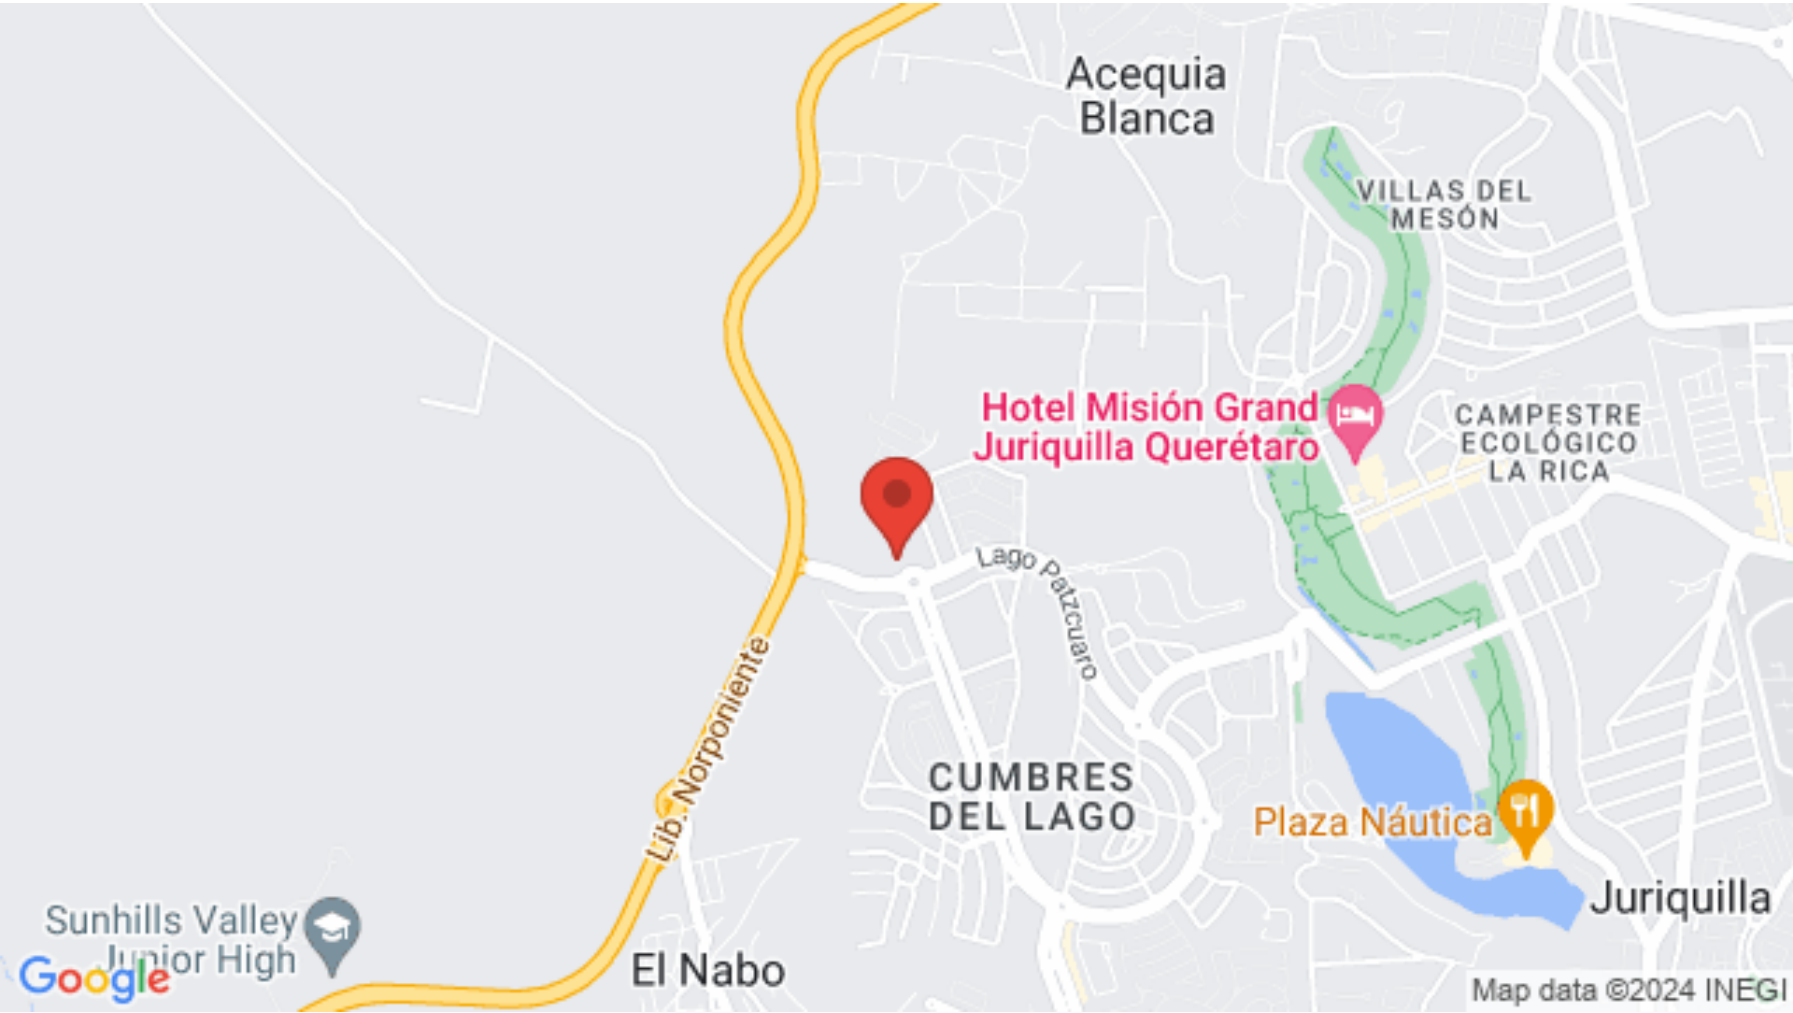 Acequia
Blanca
VILLAS DEL
MESÓN
Hotel Misión Grand
Juriquilla Querétaro
CAMPESTRE
ECOLÓGICO
LA RICA
Lago Patzcuaro
Lib. Norponiente
CUMBRES
DEL LAGO
Plaza Náutica
Juriquilla
Sunhills Valley
Junior High
El Nabo
Google
Map data ©2024 INEGI